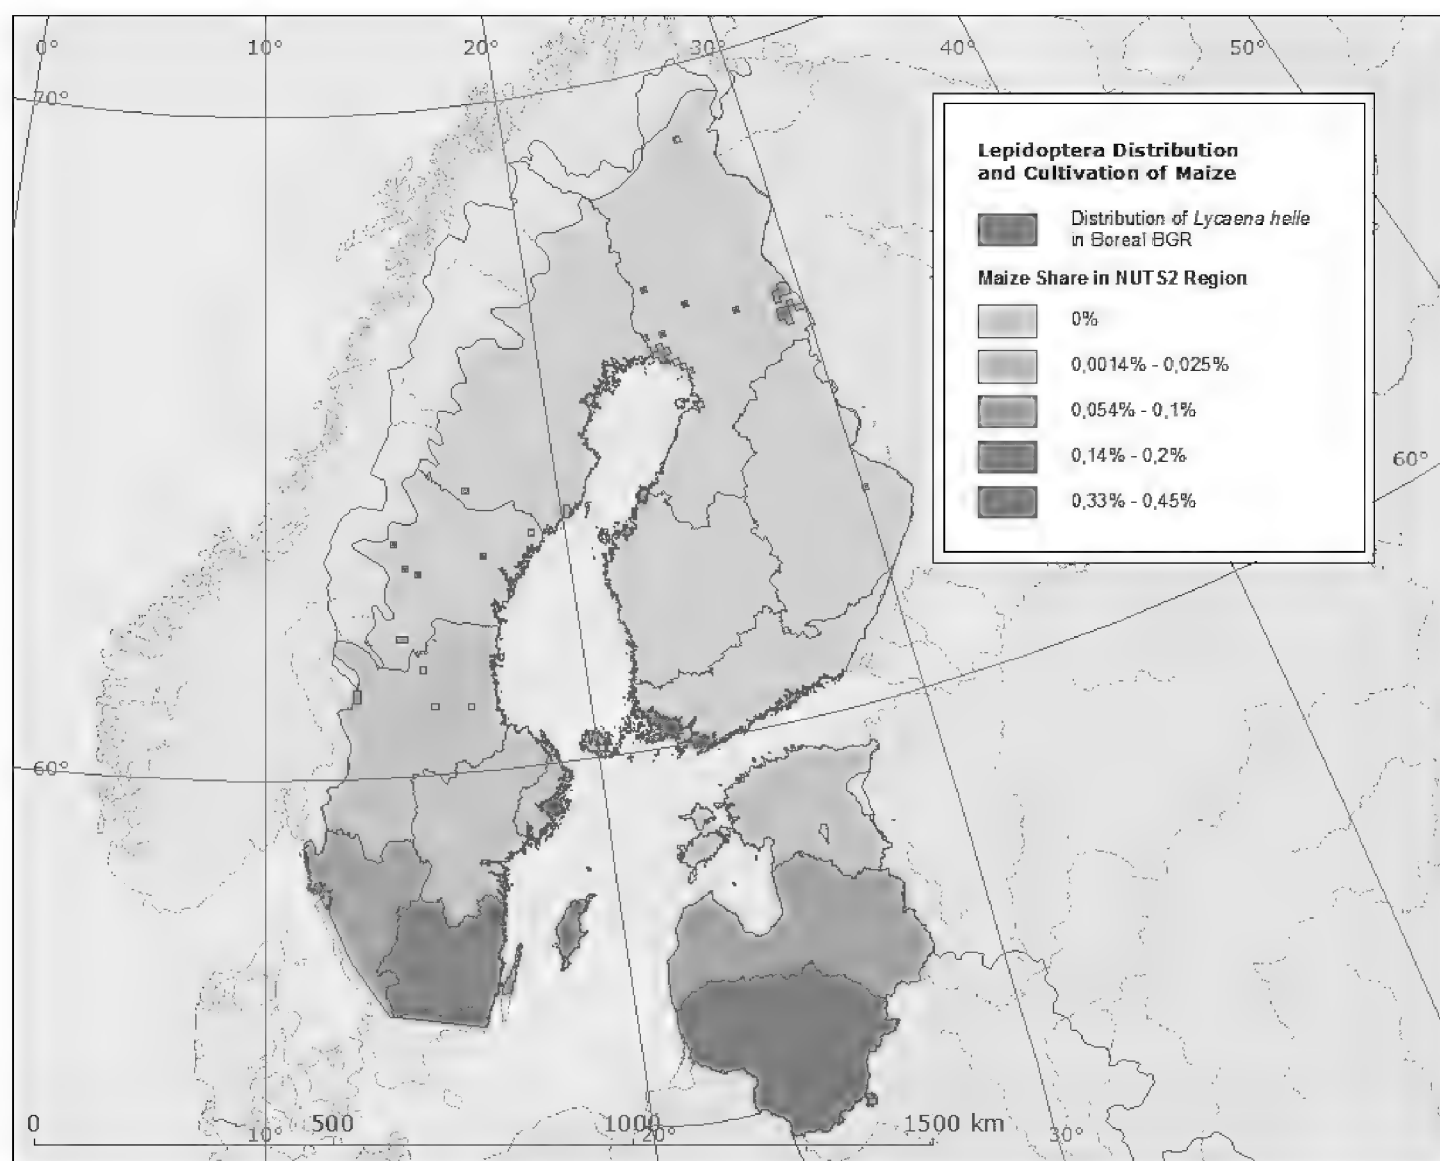 0° 10° 20° 30° 40° 50°
70°
Lepidoptera Distribution
and Cultivation of Maize
Distribution of Lycaena helle
in Boreal BGR
Maize Share in NUTS2 Region
0%
0,0014% - 0,025%
0,054% - 0,1%
0,14% - 0,2%
0,33% - 0,45%
60°
60°
0 500 1000 1500 km
10° 20° 30°